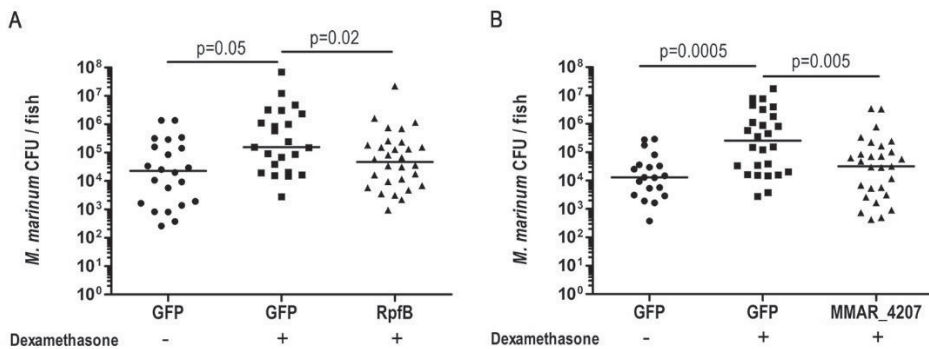 A
p=0.05
p=0.02
M. marinum CFU / fish
10⁸
10⁷
10⁶
10⁵
10⁴
10³
10²
10¹
10⁰
GFP GFP RpfB
Dexamethasone - + +
B
p=0.0005
p=0.005
M. marinum CFU / fish
10⁸
10⁷
10⁶
10⁵
10⁴
10³
10²
10¹
10⁰
GFP GFP MMAR_4207
Dexamethasone - + +